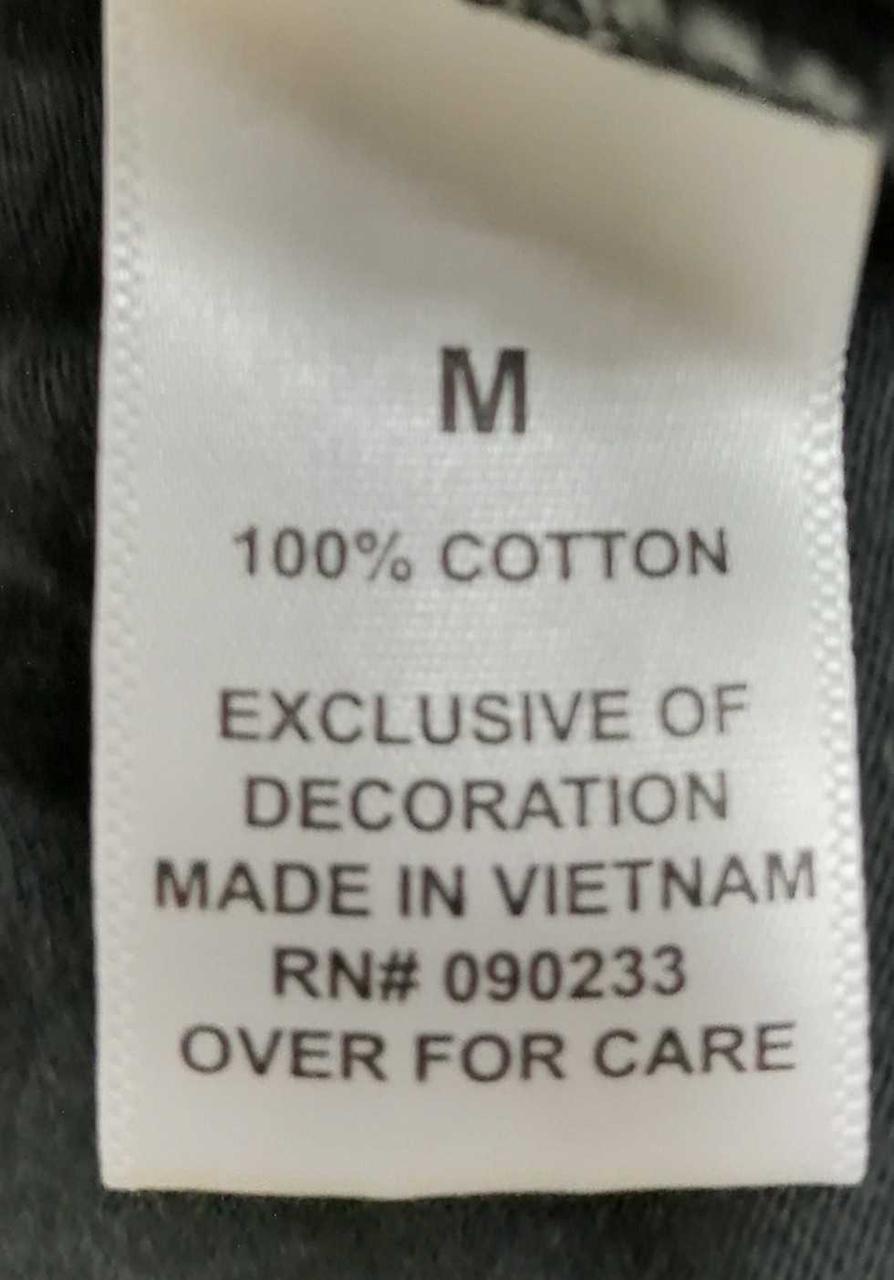 M
100% COTTON
EXCLUSIVE OF
DECORATION
MADE IN VIETNAM
RN# 090233
OVER FOR CARE